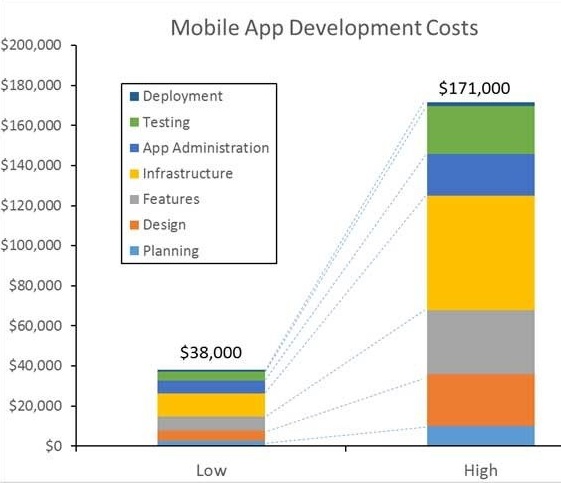 Mobile App Development Costs
$200,000
$180,000
$160,000
$140,000
$120,000
$100,000
$80,000
$60,000
$40,000
$20,000
$0
Deployment
Testing
App Administration
Infrastructure
Features
Design
Planning
$38,000
$171,000
Low
High